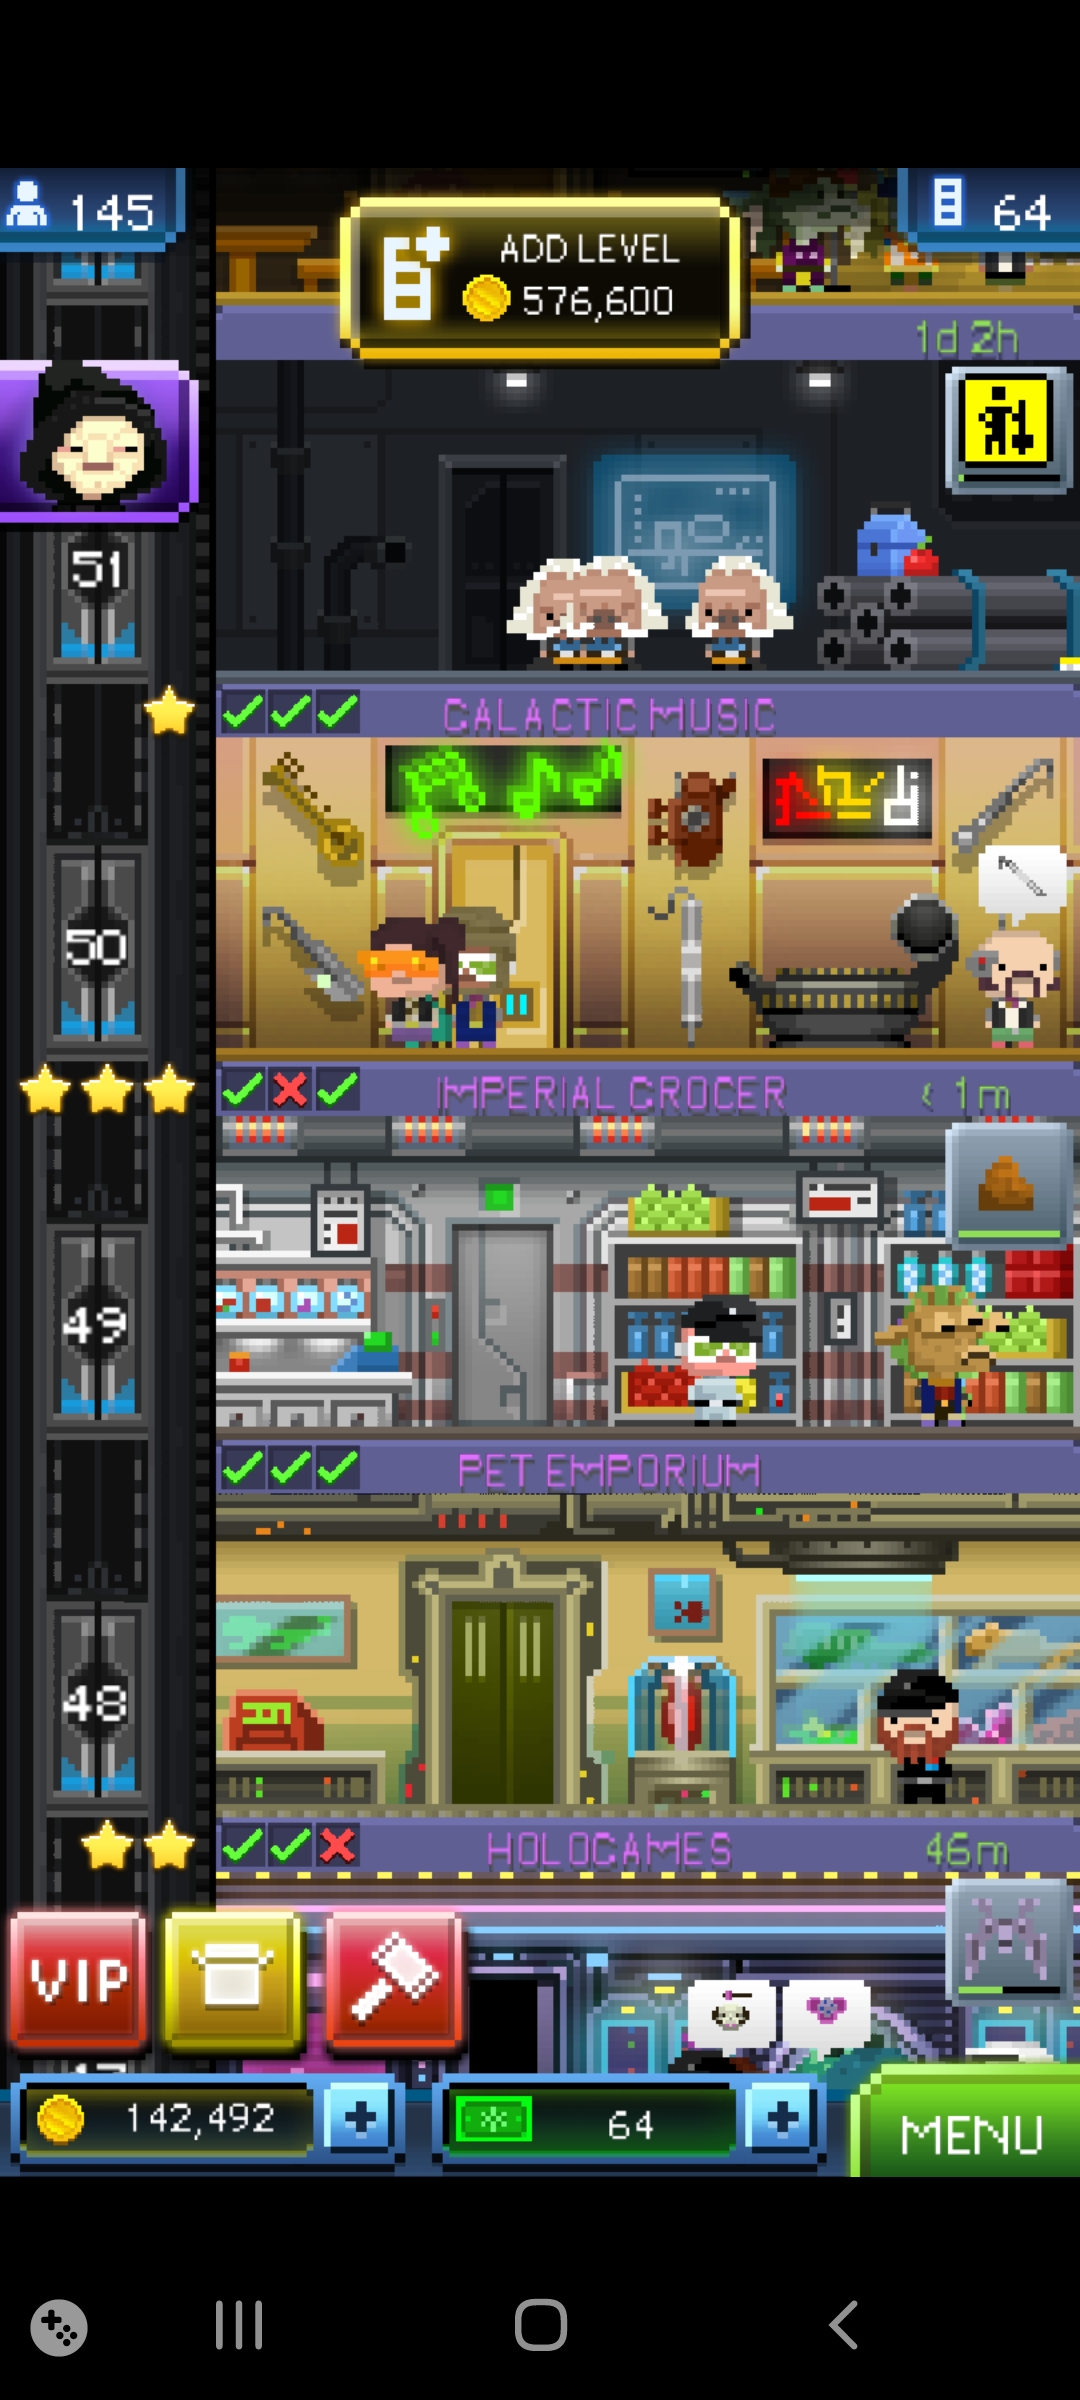 145
64
ADD LEVEL
576,600
1d 2h
51
GALACTIC MUSIC
50
IMPERIAL GROCER
< 1m
49
PET EMPORIUM
48
HOLOGAMES
46m
VIP
142,492
64
MENU